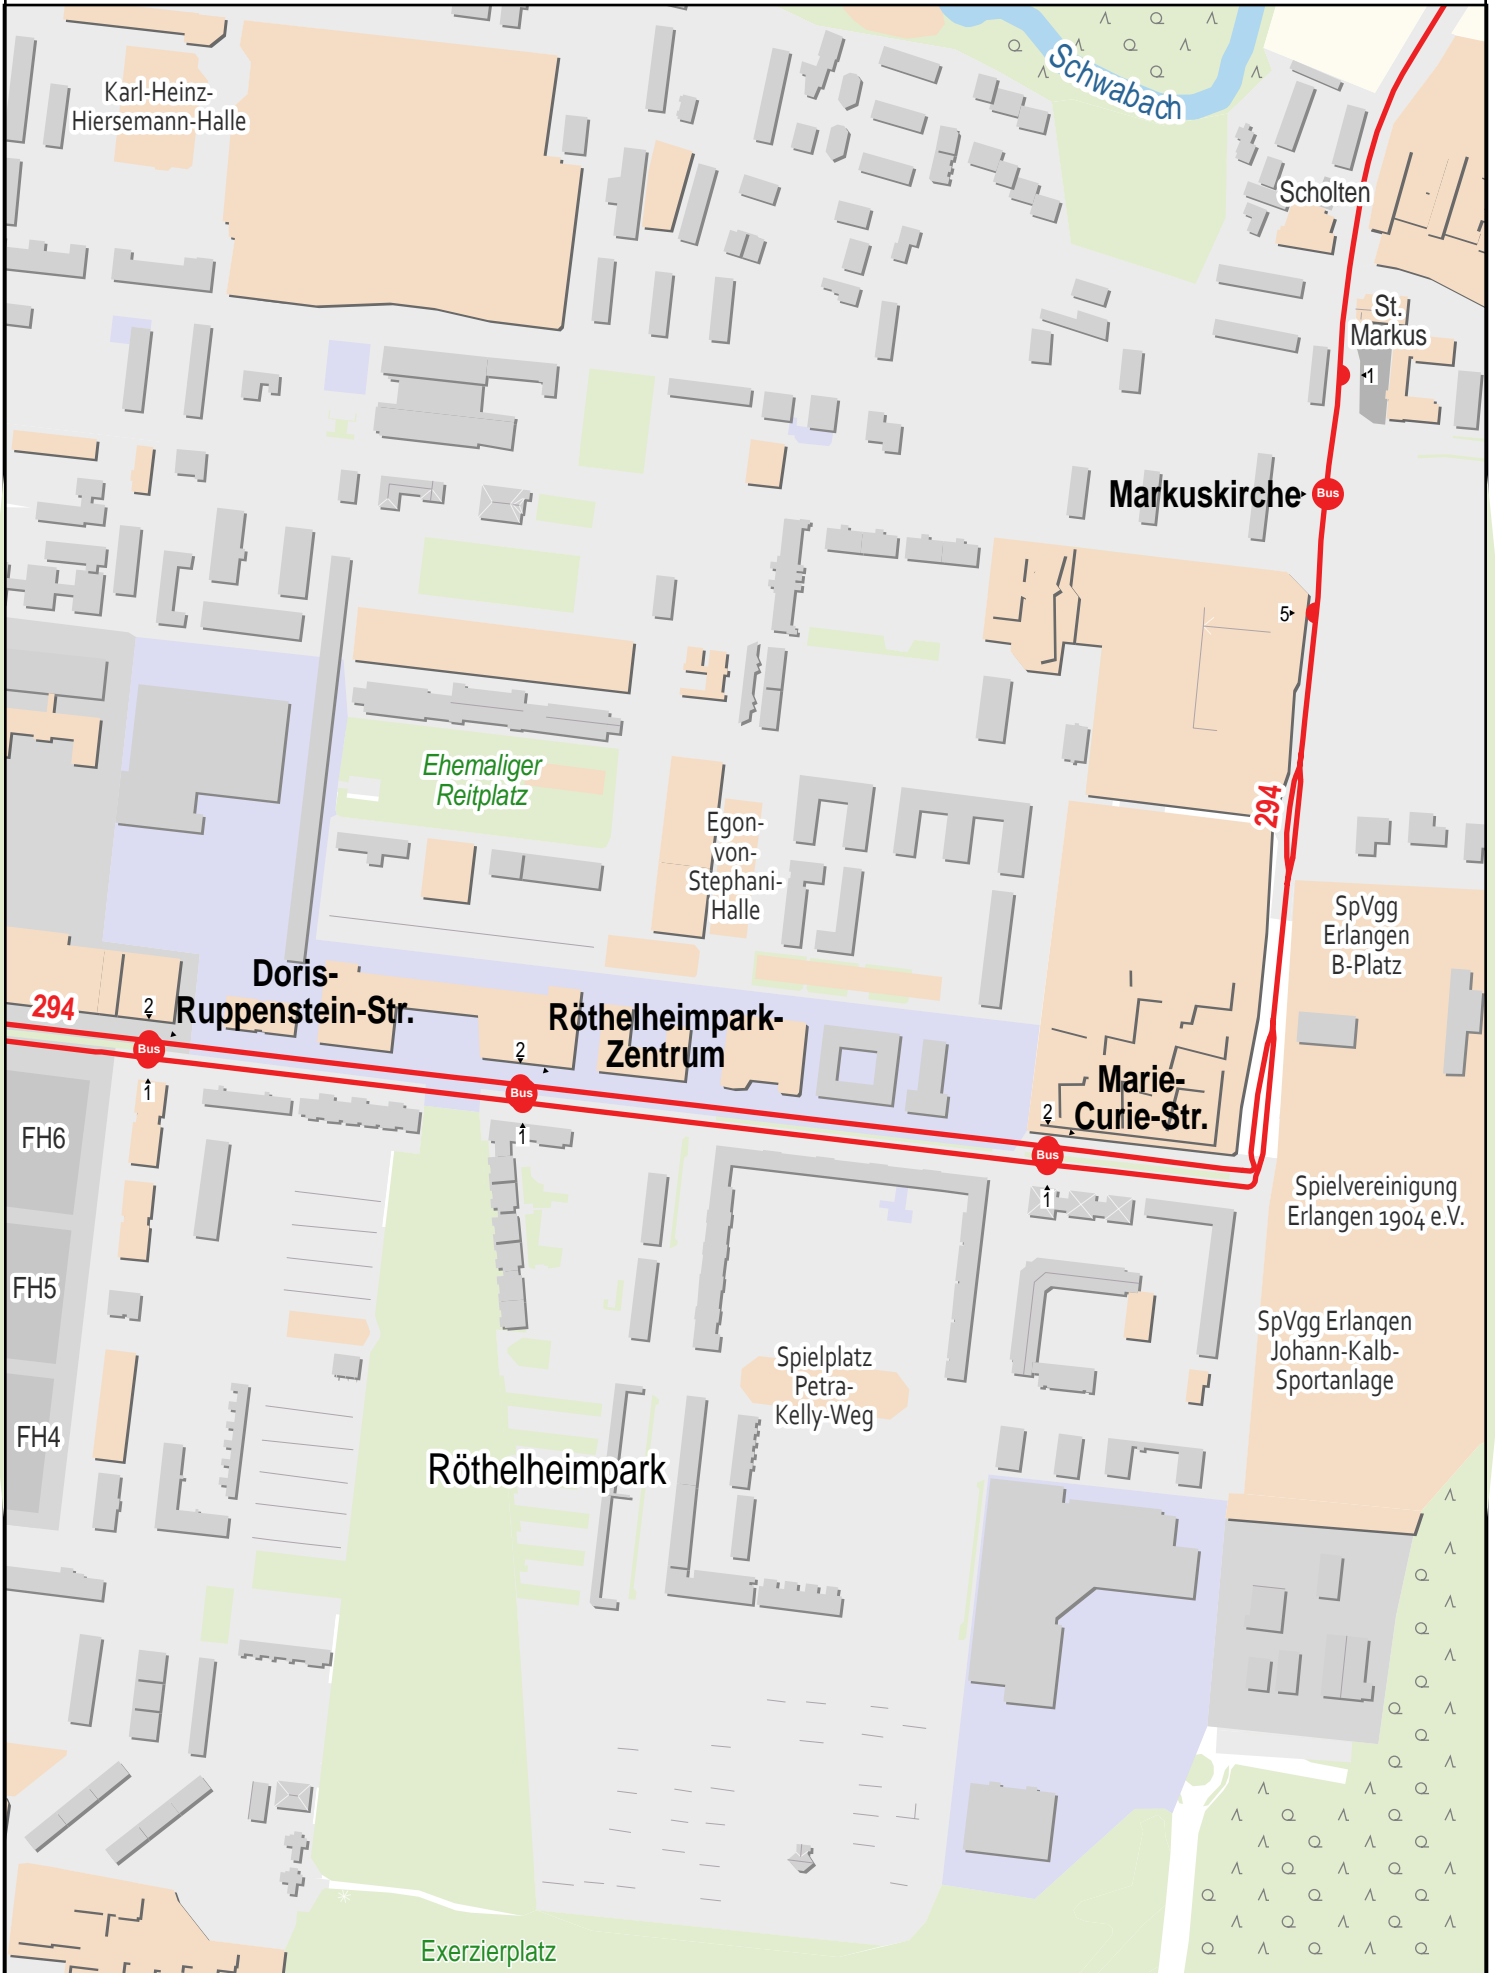 Karl-Heinz-
Hiersemann-Halle
Schwabach
Scholten
St.
Markus
1
Markuskirche
Bus
5
Ehemaliger
Reitplatz
294
Egon-
von-
Stephani-
Halle
SpVgg
Erlangen
B-Platz
Doris-
Ruppenstein-Str.
294
2
Bus
1
Röthelheimpark-
Zentrum
2
Bus
1
Marie-
Curie-Str.
2
Bus
1
FH6
Spielvereinigung
Erlangen 1904 e.V.
FH5
SpVgg Erlangen
Johann-Kalb-
Sportanlage
Spielplatz
Petra-
Kelly-Weg
FH4
Röthelheimpark
Exerzierplatz